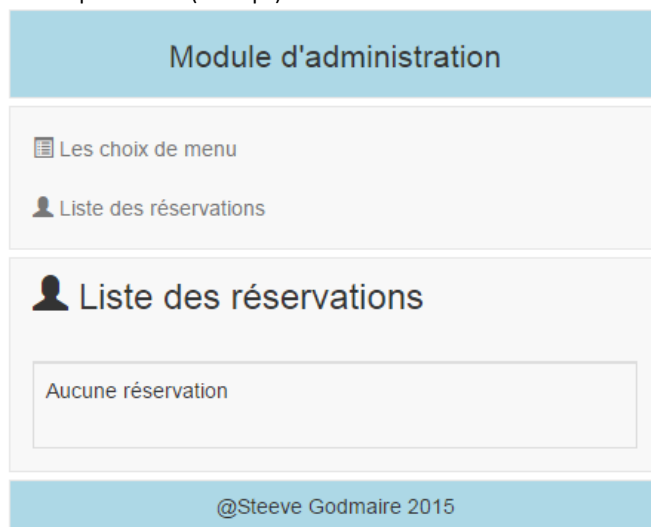 Module d'administration
Les choix de menu
Liste des réservations
Liste des réservations
Aucune réservation
@Steeve Godmaire 2015